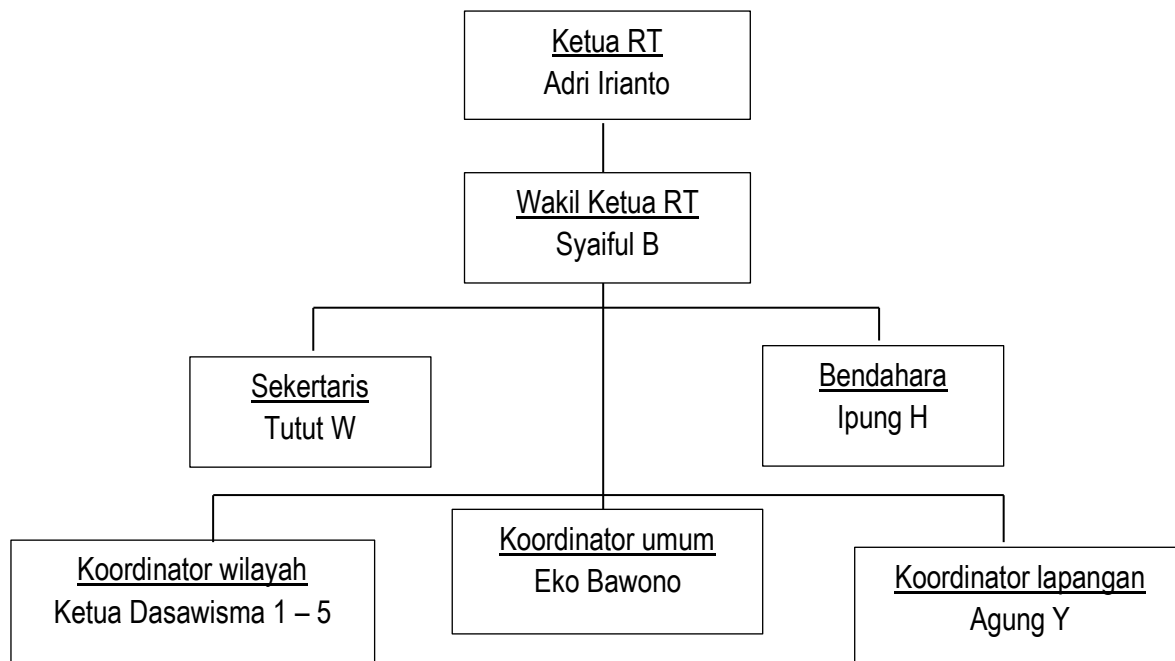 Ketua RT
Adri Irianto
Wakil Ketua RT
Syaiful B
Sekertaris
Tutut W
Bendahara
Ipung H
Koordinator wilayah
Ketua Dasawisma 1 – 5
Koordinator umum
Eko Bawono
Koordinator lapangan
Agung Y